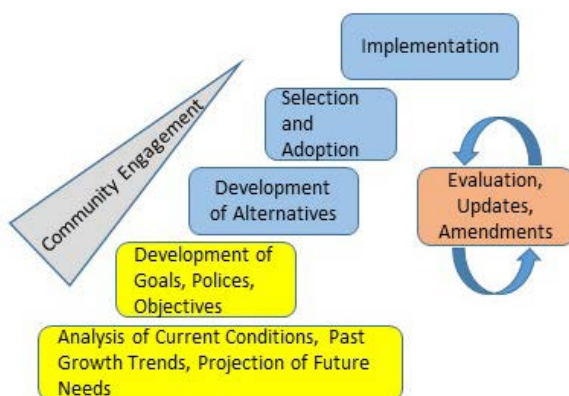 Implementation
Selection
and
Adoption
Community Engagement
Development
of Alternatives
Evaluation,
Updates,
Amendments
Development of
Goals, Polices,
Objectives
Analysis of Current Conditions, Past
Growth Trends, Projection of Future
Needs